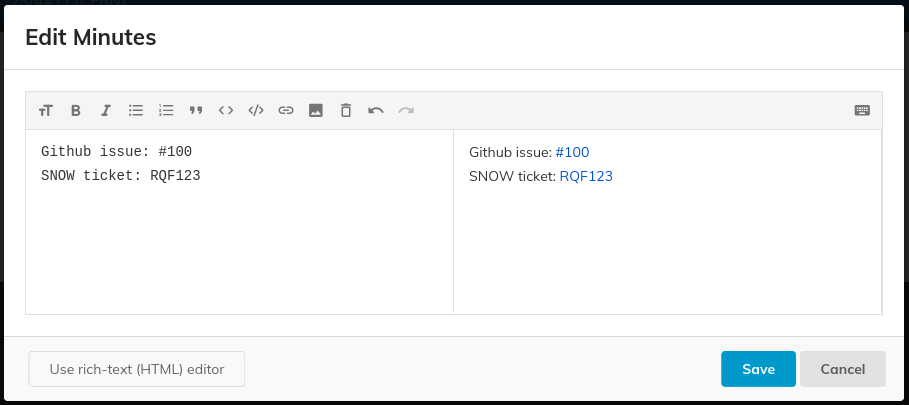 Edit Minutes
Github issue: #100
SNOW ticket: RQF123
Github issue: #100
SNOW ticket: RQF123
Use rich-text (HTML) editor
Save
Cancel